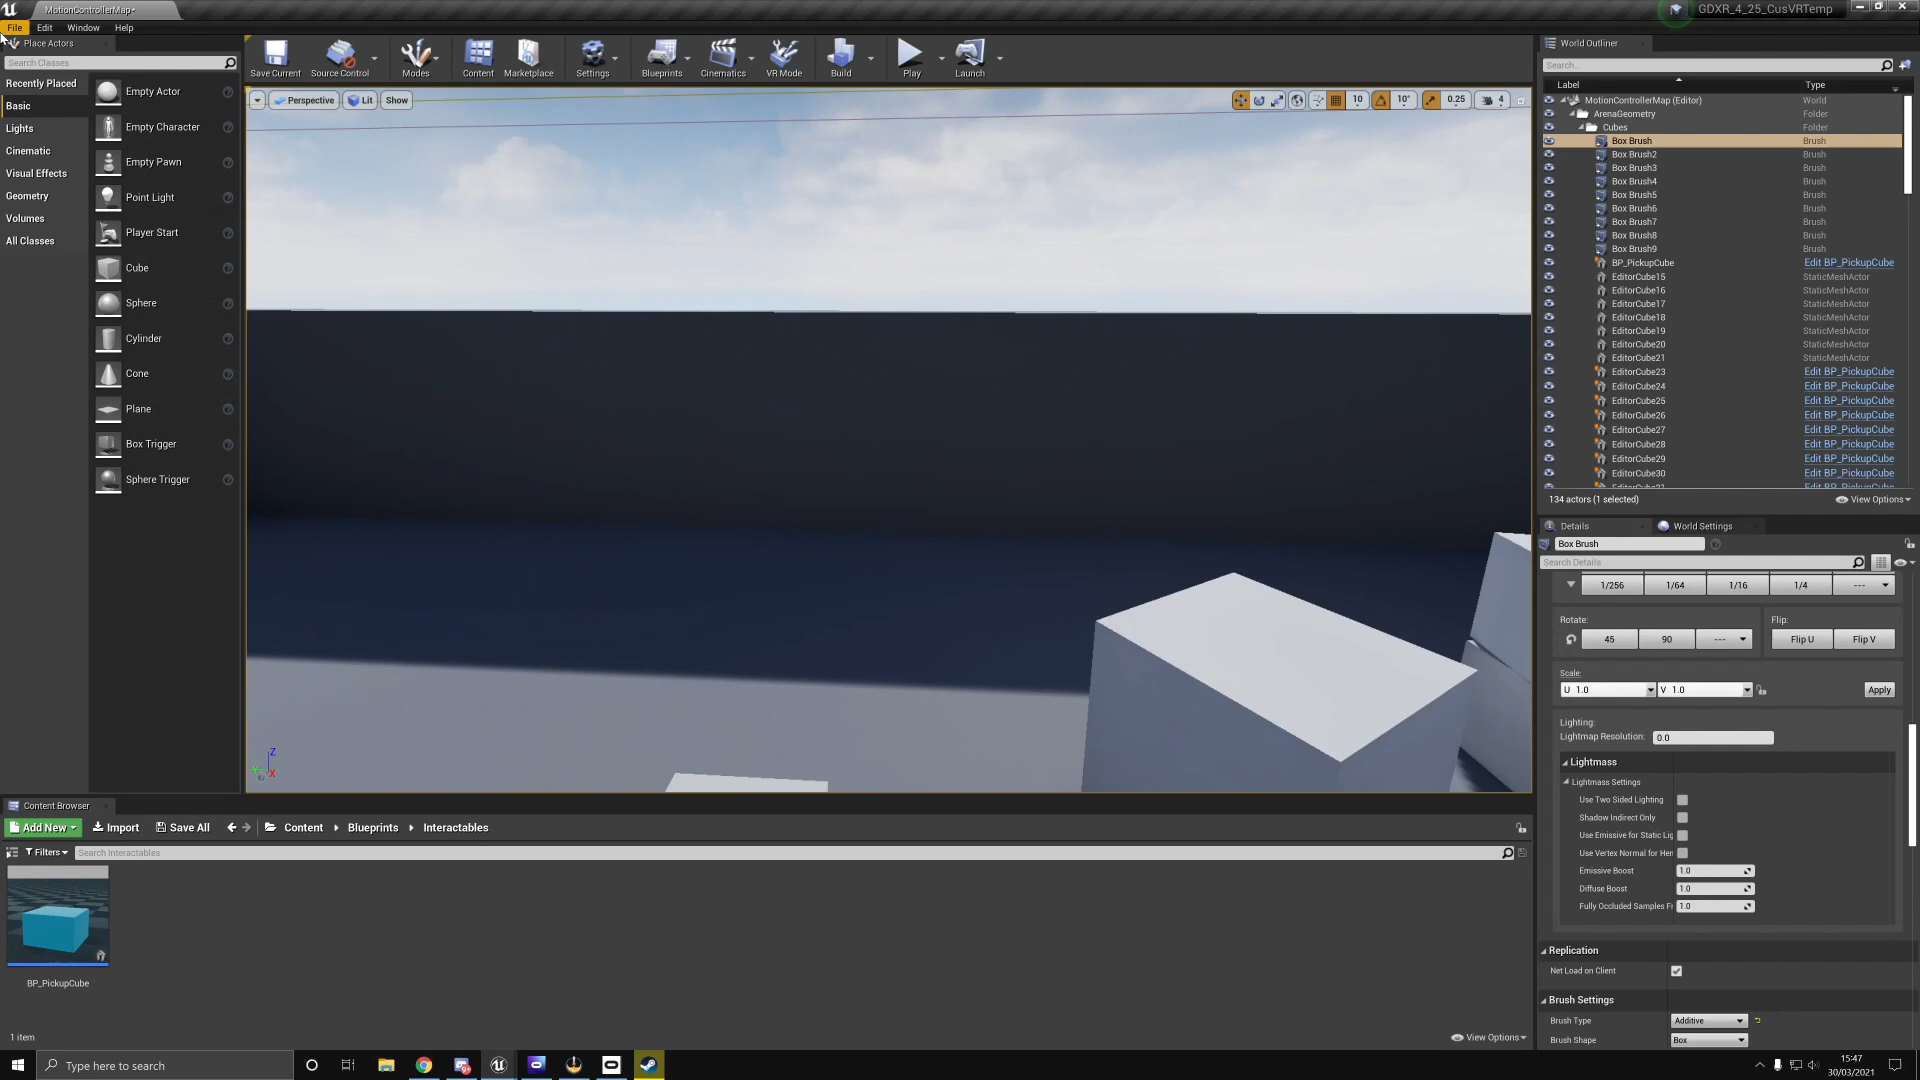 MotionControllerMap*
GDXR_4_25_CusVRTemp
File Edit Window Help
Place Actors
Search Classes
Recently Placed
Basic
Lights
Cinematic
Visual Effects
Geometry
Volumes
All Classes
Empty Actor
Empty Character
Empty Pawn
Point Light
Player Start
Cube
Sphere
Cylinder
Cone
Plane
Box Trigger
Sphere Trigger
Save Current Source Control Modes Content Marketplace Settings Blueprints Cinematics VR Mode Build Play Launch
Perspective Lit Show 10 10° 0.25 4
Z
X
World Outliner
Search...
Label Type
MotionControllerMap (Editor) World
ArenaGeometry Folder
Cubes Folder
Box Brush Brush
Box Brush2 Brush
Box Brush3 Brush
Box Brush4 Brush
Box Brush5 Brush
Box Brush6 Brush
Box Brush7 Brush
Box Brush8 Brush
Box Brush9 Brush
BP_PickupCube Edit BP_PickupCube
EditorCube15 StaticMeshActor
EditorCube16 StaticMeshActor
EditorCube17 StaticMeshActor
EditorCube18 StaticMeshActor
EditorCube19 StaticMeshActor
EditorCube20 StaticMeshActor
EditorCube21 StaticMeshActor
EditorCube23 Edit BP_PickupCube
EditorCube24 Edit BP_PickupCube
EditorCube25 Edit BP_PickupCube
EditorCube26 Edit BP_PickupCube
EditorCube27 Edit BP_PickupCube
EditorCube28 Edit BP_PickupCube
EditorCube29 Edit BP_PickupCube
EditorCube30 Edit BP_PickupCube
134 actors (1 selected) View Options
Details World Settings
Box Brush
Search Details
1/256 1/64 1/16 1/4 ---
Rotate: Flip:
45 90 --- Flip U Flip V
Scale:
U 1.0 V 1.0 Apply
Lighting:
Lightmap Resolution: 0.0
Lightmass
Lightmass Settings
Use Two Sided Lighting
Shadow Indirect Only
Use Emissive for Static Lig
Use Vertex Normal for Her
Emissive Boost 1.0
Diffuse Boost 1.0
Fully Occluded Samples Fr 1.0
Replication
Net Load on Client
Brush Settings
Brush Type Additive
Brush Shape Box
Content Browser
Add New Import Save All Content Blueprints Interactables
Filters Search Interactables
BP_PickupCube
1 item View Options
Type here to search
15:47
30/03/2021